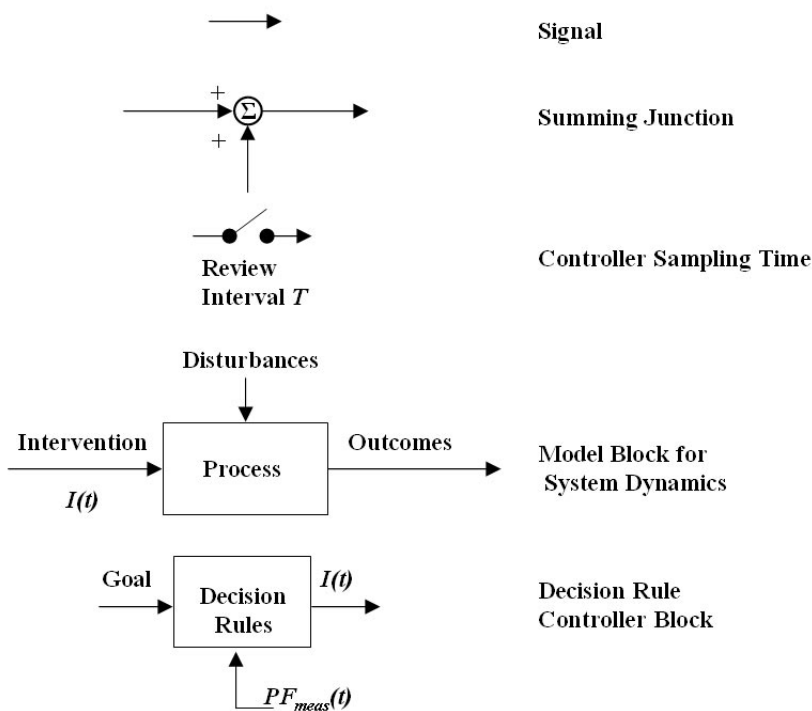 Signal
+
Σ
+
Summing Junction
Review
Interval T
Controller Sampling Time
Disturbances
Intervention
I(t)
Process
Outcomes
Model Block for
System Dynamics
Goal
Decision
Rules
I(t)
PFmeas(t)
Decision Rule
Controller Block